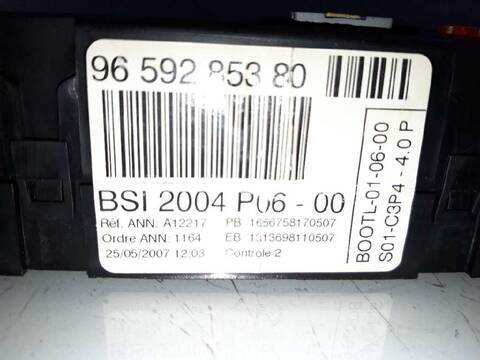 96 592 853 80
BSI 2004 P06 - 00
Réf. ANN: A12217 PB 1656758170507
Ordre ANN: 1164 EB 1313698110507
25/05/2007 12:03 Controle 2
BOOTL-01-06-00
S01-C3P4 - 4.0 P